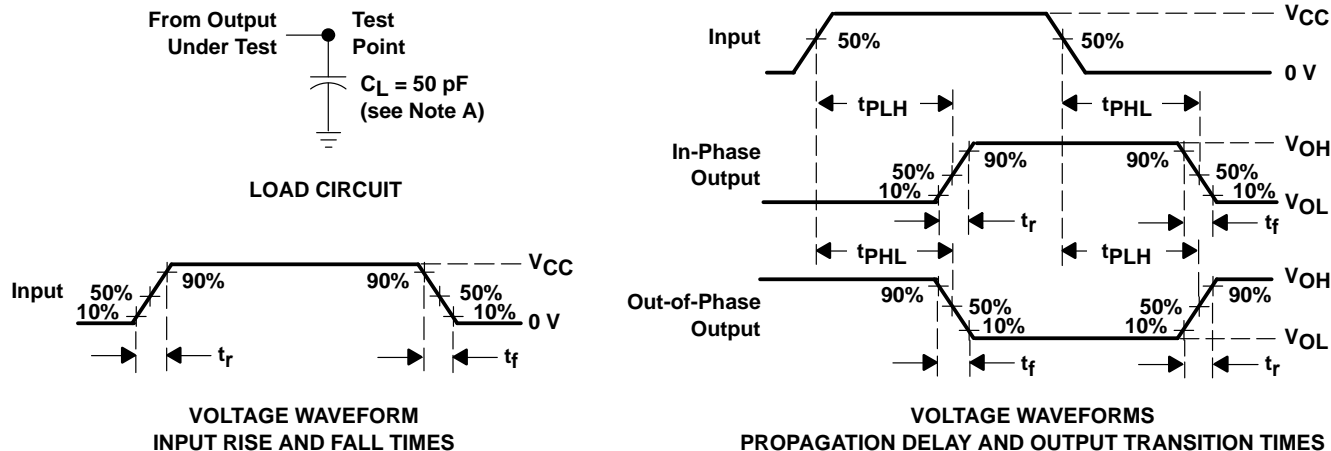 From Output
Under Test
Test
Point
CL = 50 pF
(see Note A)
LOAD CIRCUIT
Input
50%
10%
90%
90%
50%
10%
VCC
0 V
tr
tf
VOLTAGE WAVEFORM
INPUT RISE AND FALL TIMES
Input
50%
50%
VCC
0 V
tPLH
tPHL
In-Phase
Output
50%
10%
90%
90%
50%
10%
VOH
VOL
tr
tf
tPHL
tPLH
Out-of-Phase
Output
90%
50%
10%
50%
10%
90%
VOH
VOL
tf
tr
VOLTAGE WAVEFORMS
PROPAGATION DELAY AND OUTPUT TRANSITION TIMES